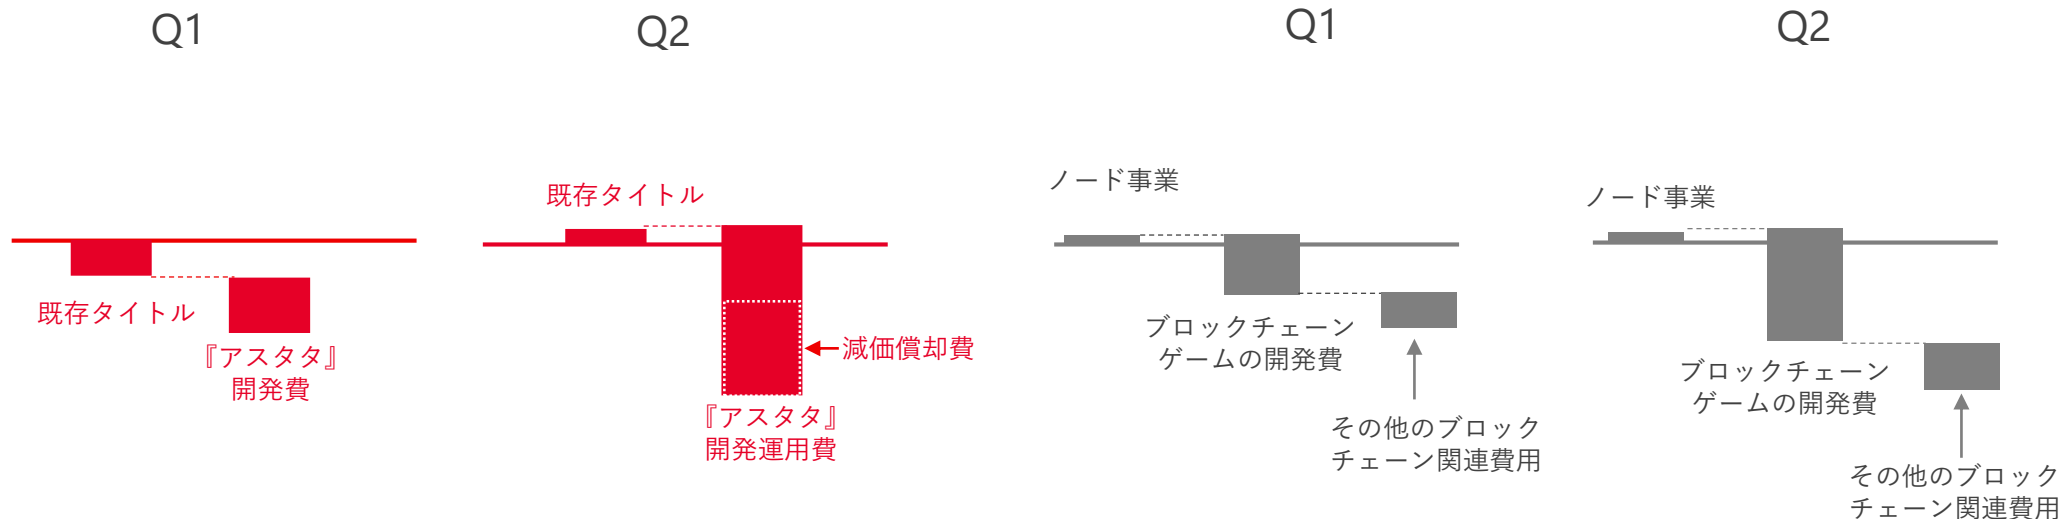 Q1
既存タイトル
『アスタタ』
開発費
Q2
既存タイトル
減価償却費
『アスタタ』
開発運用費
Q1
ノード事業
ブロックチェーン
ゲームの開発費
その他のブロック
チェーン関連費用
Q2
ノード事業
ブロックチェーン
ゲームの開発費
その他のブロック
チェーン関連費用